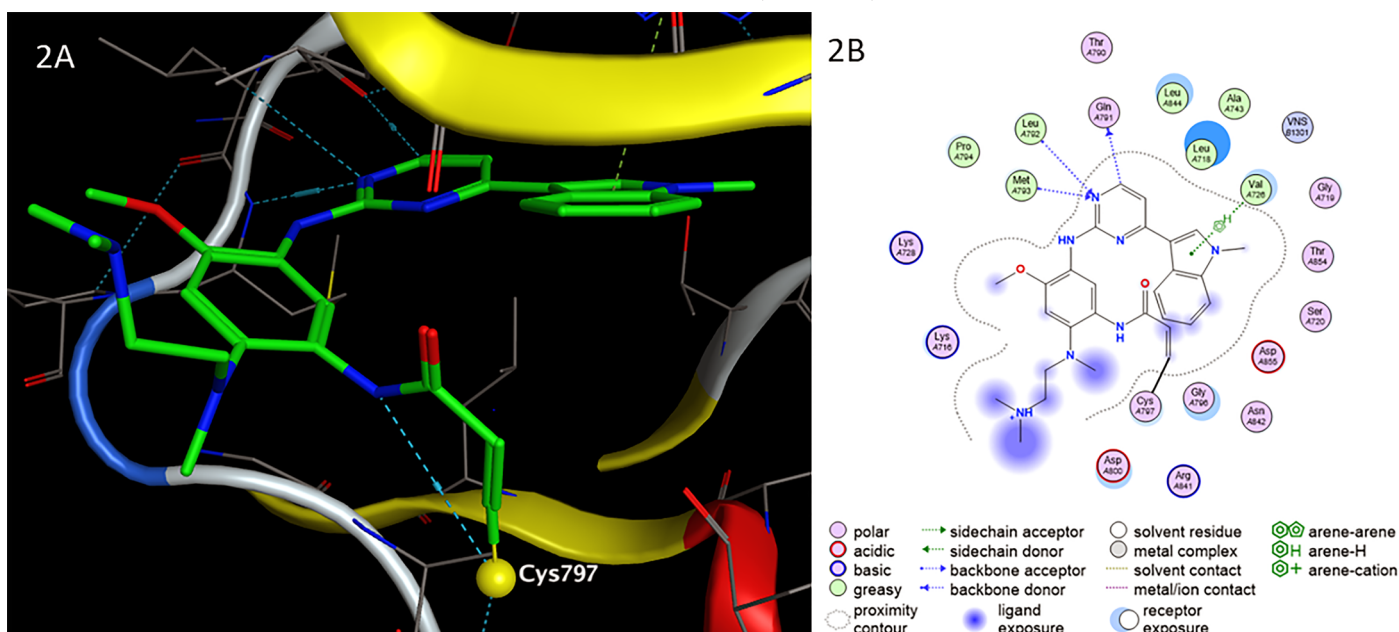 2A
Cys797
2B
Thr
A790
Leu
A844
Ala
A743
Gln
A791
Leu
A792
VNS
B1301
Pro
A794
Leu
A718
Met
A793
Val
A726
Gly
A719
H
N
HN
N
N
Lys
A728
Thr
A854
O
O
Ser
A720
Lys
A716
N
H
Asp
A855
N
Cys
A797
Gly
A796
NH
+
Asn
A842
Asp
A800
Arg
A841
polar
acidic
basic
greasy
proximity
contour
sidechain acceptor
sidechain donor
backbone acceptor
backbone donor
ligand
exposure
solvent residue
metal complex
solvent contact
metal/ion contact
receptor
exposure
arene-arene
H arene-H
+ arene-cation